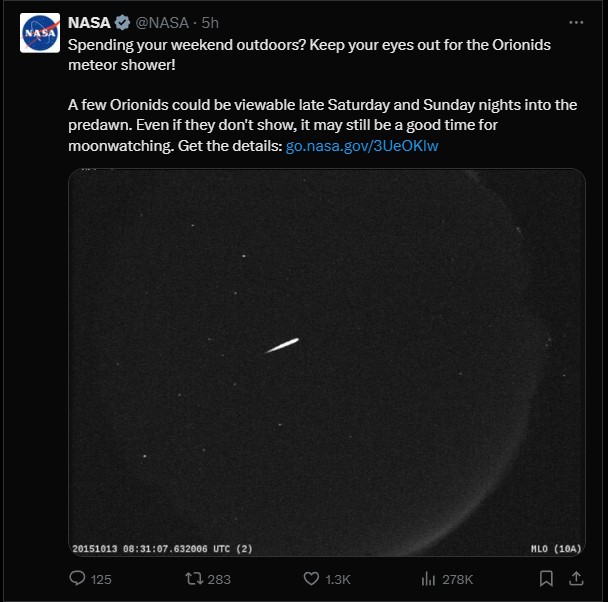 NASA @NASA · 5h
Spending your weekend outdoors? Keep your eyes out for the Orionids
meteor shower!
A few Orionids could be viewable late Saturday and Sunday nights into the
predawn. Even if they don't show, it may still be a good time for
moonwatching. Get the details: go.nasa.gov/3UeOKlw
20151013 08:31:07.632006 UTC (2) MLO (10A)
125 283 1.3K 278K